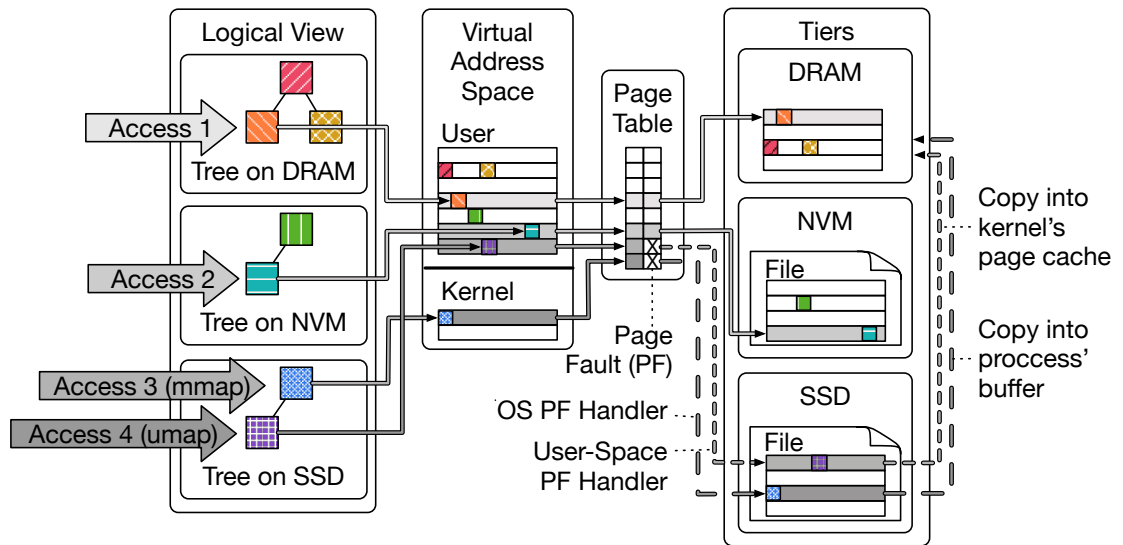 Logical View
Access 1
Tree on DRAM
Access 2
Tree on NVM
Access 3 (mmap)
Access 4 (umap)
Tree on SSD
Virtual
Address
Space
User
Kernel
Page
Table
Page
Fault (PF)
OS PF Handler
User-Space
PF Handler
Tiers
DRAM
NVM
File
SSD
File
Copy into
kernel's
page cache
Copy into
proccess'
buffer